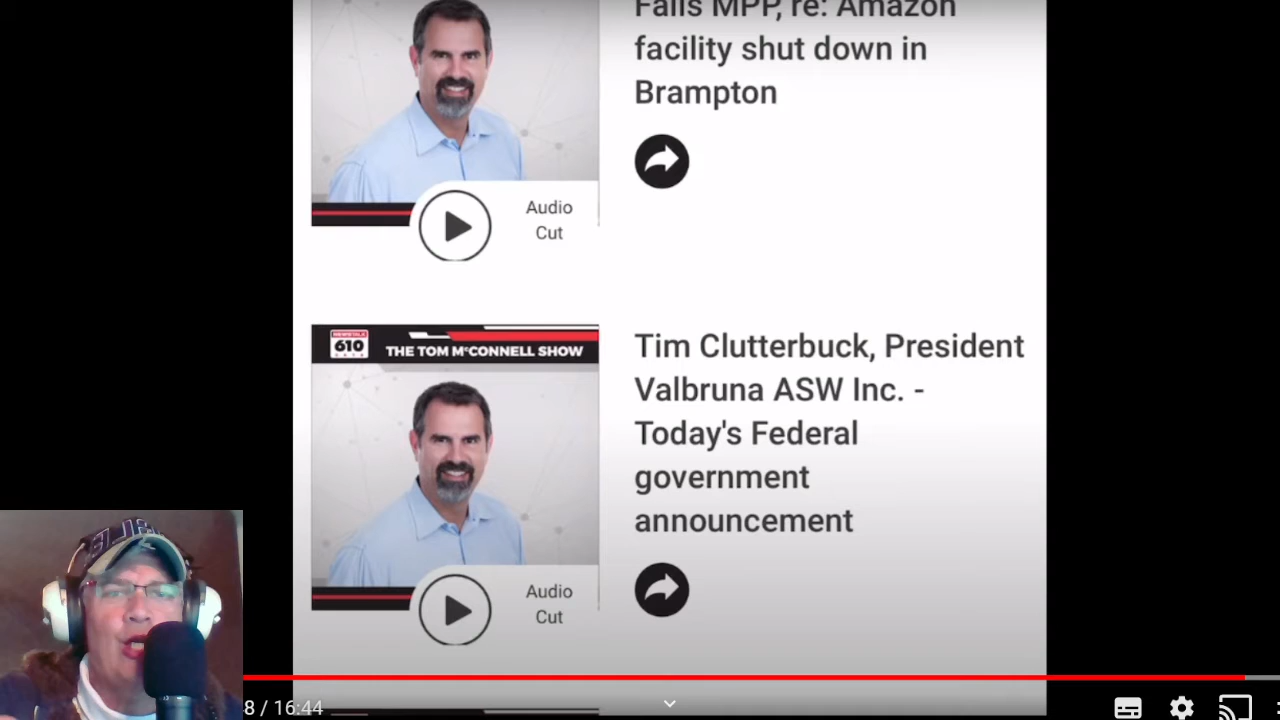 Falls MPP, re: Amazon
facility shut down in
Brampton
Audio
Cut
610
THE TOM McCONNELL SHOW
Tim Clutterbuck, President
Valbruna ASW Inc. -
Today's Federal
government
announcement
Audio
Cut
8 / 16:44